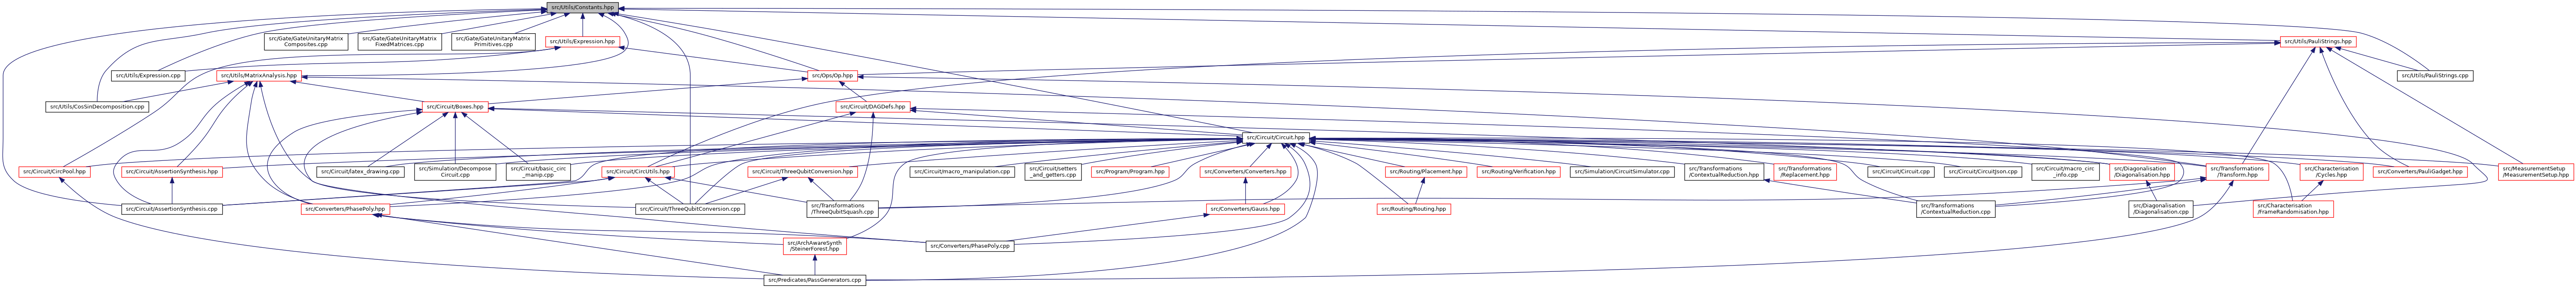 src/Utils/Constants.hpp
src/Gate/GateUnitaryMatrix
Composites.cpp
src/Gate/GateUnitaryMatrix
FixedMatrices.cpp
src/Gate/GateUnitaryMatrix
Primitives.cpp
src/Utils/Expression.hpp
src/Utils/PauliStrings.hpp
src/Utils/Expression.cpp
src/Utils/MatrixAnalysis.hpp
src/Ops/Op.hpp
src/Utils/PauliStrings.cpp
src/Utils/CosSinDecomposition.cpp
src/Circuit/Boxes.hpp
src/Circuit/DAGDefs.hpp
src/Circuit/Circuit.hpp
src/Circuit/CircPool.hpp
src/Circuit/AssertionSynthesis.hpp
src/Circuit/latex_drawing.cpp
src/Simulation/Decompose
Circuit.cpp
src/Circuit/basic_circ
_manip.cpp
src/Circuit/CircUtils.hpp
src/Circuit/ThreeQubitConversion.hpp
src/Circuit/macro_manipulation.cpp
src/Circuit/setters
_and_getters.cpp
src/Program/Program.hpp
src/Converters/Converters.hpp
src/Routing/Placement.hpp
src/Routing/Verification.hpp
src/Simulation/CircuitSimulator.cpp
src/Transformations
/ContextualReduction.hpp
src/Transformations
/Replacement.hpp
src/Circuit/Circuit.cpp
src/Circuit/CircuitJson.cpp
src/Circuit/macro_circ
_info.cpp
src/Diagonalisation
/Diagonalisation.hpp
src/Transformations
/Transform.hpp
src/Characterisation
/Cycles.hpp
src/Converters/PauliGadget.hpp
src/MeasurementSetup
/MeasurementSetup.hpp
src/Circuit/AssertionSynthesis.cpp
src/Converters/PhasePoly.hpp
src/Circuit/ThreeQubitConversion.cpp
src/Transformations
/ThreeQubitSquash.cpp
src/Converters/Gauss.hpp
src/Routing/Routing.hpp
src/Transformations
/ContextualReduction.cpp
src/Diagonalisation
/Diagonalisation.cpp
src/Characterisation
/FrameRandomisation.hpp
src/ArchAwareSynth
/SteinerForest.hpp
src/Converters/PhasePoly.cpp
src/Predicates/PassGenerators.cpp